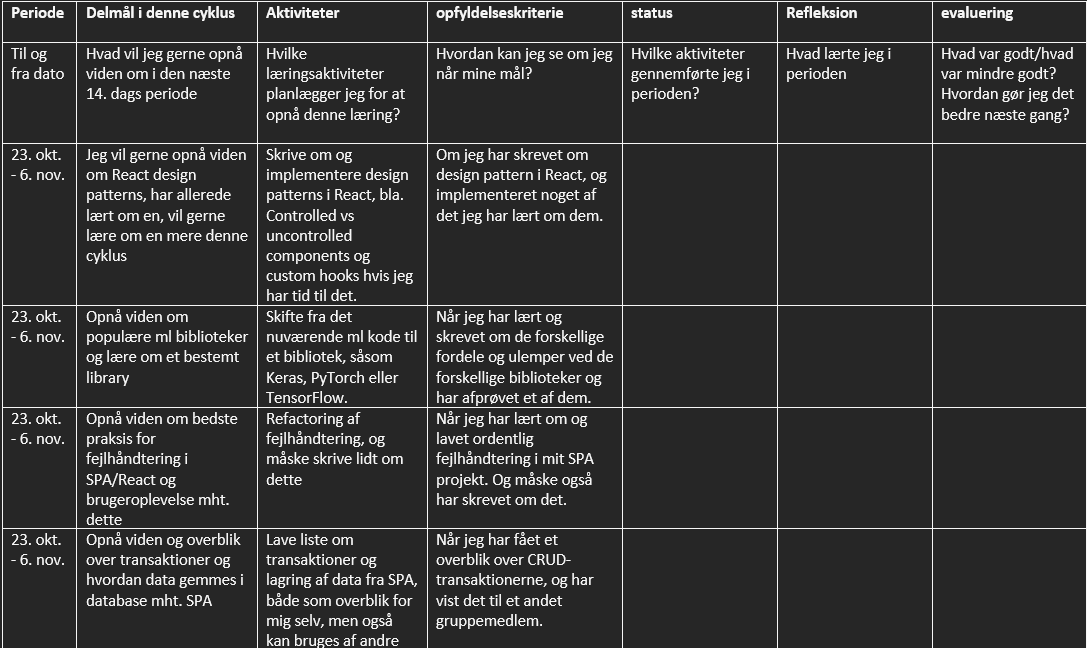 Periode
Delmål i denne cyklus
Aktiviteter
opfyldelseskriterie
status
Refleksion
evaluering
Til og
fra dato
Hvad vil jeg gerne opnå
viden om i den næste
14. dags periode
Hvilke
læringsaktiviteter
planlægger jeg for at
opnå denne læring?
Hvordan kan jeg se om jeg
når mine mål?
Hvilke aktiviteter
gennemførte jeg i
perioden?
Hvad lærte jeg i
perioden
Hvad var godt/hvad
var mindre godt?
Hvordan gør jeg det
bedre næste gang?
23. okt.
- 6. nov.
Jeg vil gerne opnå viden
om React design
patterns, har allerede
lært om en, vil gerne
lære om en mere denne
cyklus
Skrive om og
implementere design
patterns i React, bla.
Controlled vs
uncontrolled
components og
custom hooks hvis jeg
har tid til det.
Om jeg har skrevet om
design pattern i React, og
implementeret noget af
det jeg har lært om dem.
23. okt.
- 6. nov.
Opnå viden om
populære ml biblioteker
og lære om et bestemt
library
Skifte fra det
nuværende ml kode til
et bibliotek, såsom
Keras, PyTorch eller
TensorFlow.
Når jeg har lært og
skrevet om de forskellige
fordele og ulemper ved de
forskellige biblioteker og
har afprøvet et af dem.
23. okt.
- 6. nov.
Opnå viden om bedste
praksis for
fejlhåndtering i
SPA/React og
brugeroplevelse mht.
dette
Refactoring af
fejlhåndtering, og
måske skrive lidt om
dette
Når jeg har lært om og
lavet ordentlig
fejlhåndtering i mit SPA
projekt. Og måske også
har skrevet om det.
23. okt.
- 6. nov.
Opnå viden og overblik
over transaktioner og
hvordan data gemmes i
database mht. SPA
Lave liste om
transaktioner og
lagring af data fra SPA,
både som overblik for
mig selv, men også
kan bruges af andre
Når jeg har fået et
overblik over CRUD-
transaktionerne, og har
vist det til et andet
gruppemedlem.